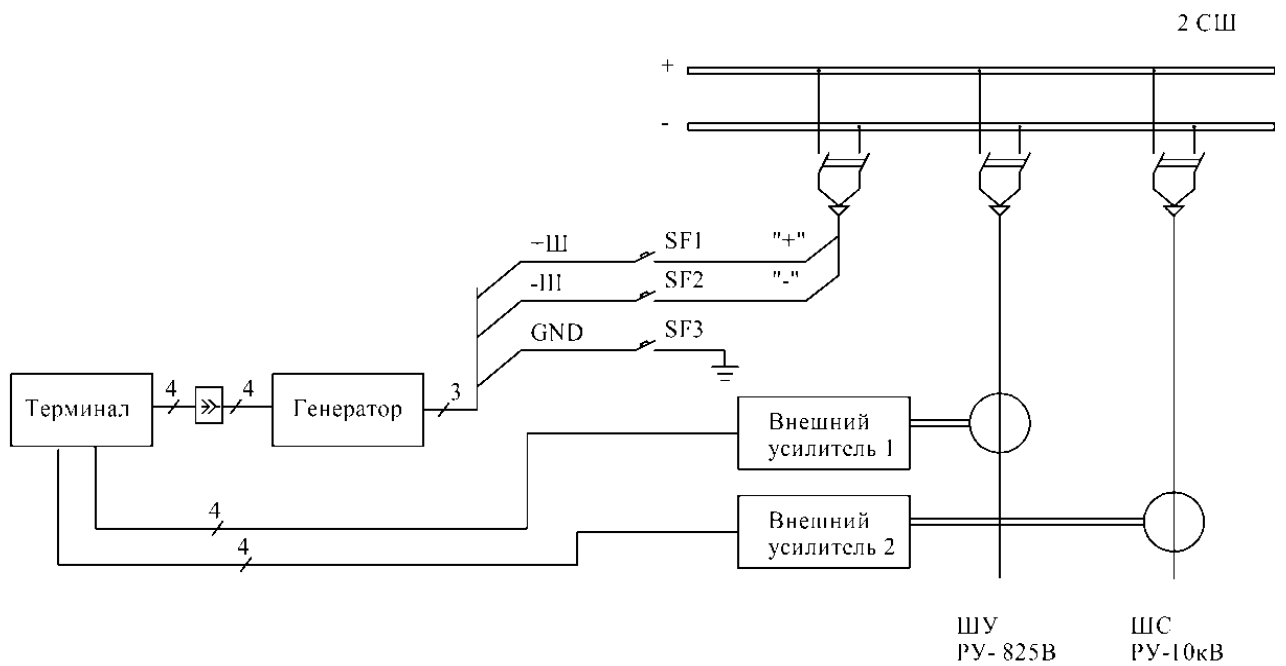 2 СШ
+
-
+Ш
SF1
"+"
-Ш
SF2
"-"
GND
SF3
4
4
3
Терминал
Генератор
Внешний
усилитель 1
4
Внешний
усилитель 2
4
ШУ
РУ- 825В
ШС
РУ-10кВ